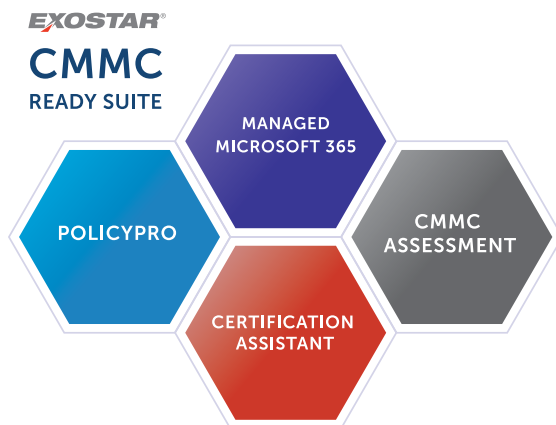 EXOSTAR®
CMMC
READY SUITE
MANAGED
MICROSOFT 365
POLICYPRO
CMMC
ASSESSMENT
CERTIFICATION
ASSISTANT